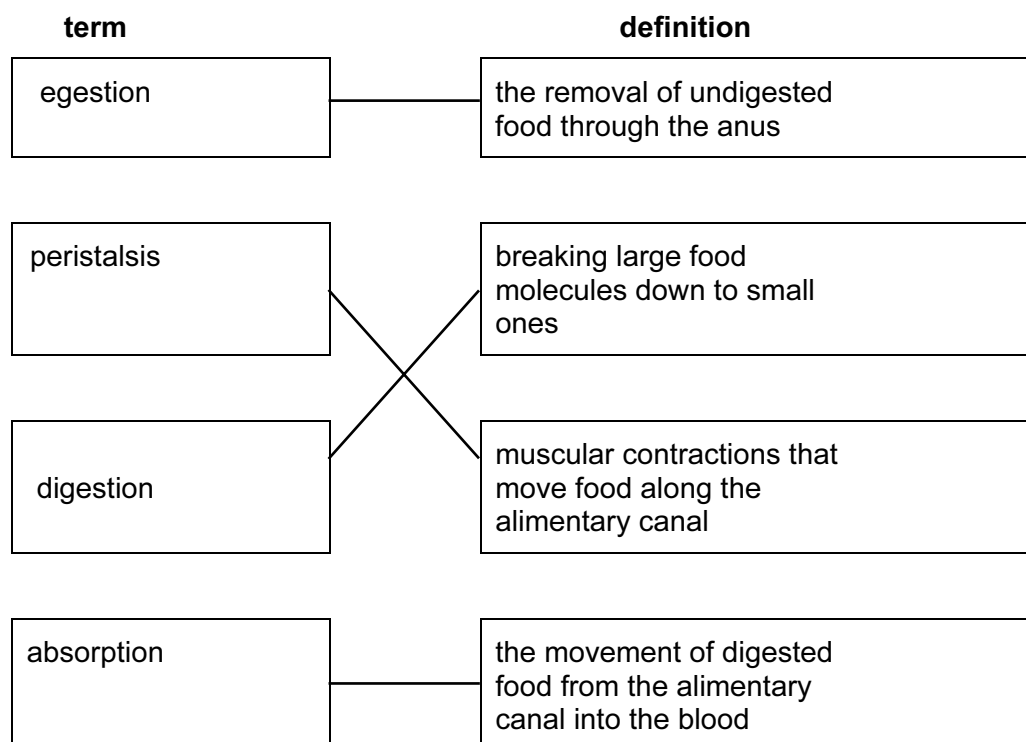 term
definition
egestion
the removal of undigested
food through the anus
peristalsis
breaking large food
molecules down to small
ones
digestion
muscular contractions that
move food along the
alimentary canal
absorption
the movement of digested
food from the alimentary
canal into the blood